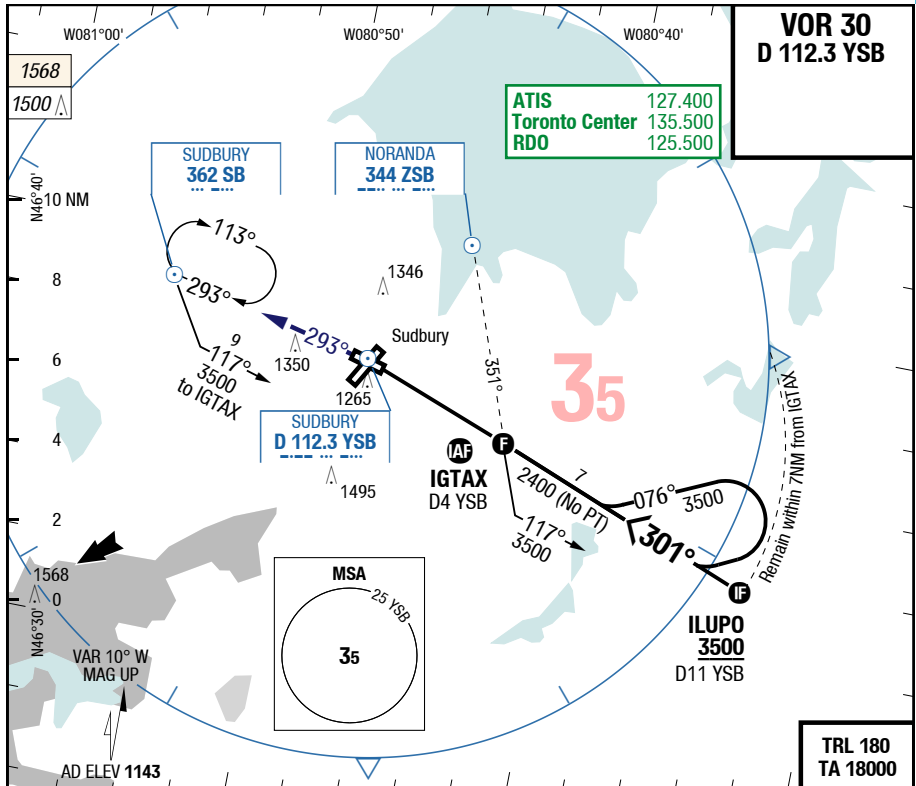 W081°00'
W080°50'
W080°40'
VOR 30
D 112.3 YSB
1568
1500
ATIS 127.400
Toronto Center 135.500
RDO 125.500
SUDBURY
362 SB
NORANDA
344 ZSB
N46°40'
10 NM
113°
293°
8
1346
9
117°
3500
to IGTAX
293°
1350
Sudbury
6
1265
351°
35
SUDBURY
D 112.3 YSB
4
IAF
F
IGTAX
D4 YSB
1495
7
2400 (No PT)
076°
3500
Remain within 7NM from IGTAX
117°
3500
301°
2
1568
0
N46°30'
MSA
25 YSB
35
IF
ILUPO
3500
D11 YSB
VAR 10° W
MAG UP
AD ELEV 1143
TRL 180
TA 18000